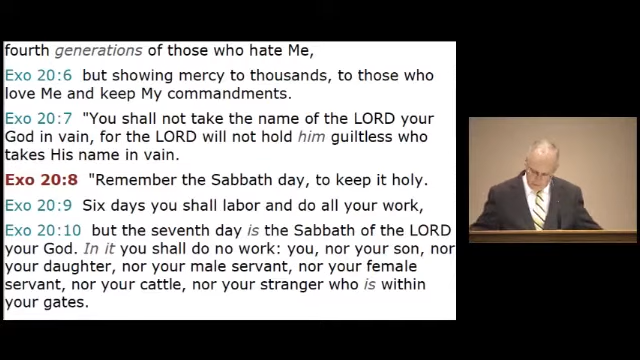 fourth generations of those who hate Me,
Exo 20:6 but showing mercy to thousands, to those who
love Me and keep My commandments.
Exo 20:7 "You shall not take the name of the LORD your
God in vain, for the LORD will not hold him guiltless who
takes His name in vain.
Exo 20:8 "Remember the Sabbath day, to keep it holy.
Exo 20:9 Six days you shall labor and do all your work,
Exo 20:10 but the seventh day is the Sabbath of the LORD
your God. In it you shall do no work: you, nor your son, nor
your daughter, nor your male servant, nor your female
servant, nor your cattle, nor your stranger who is within
your gates.